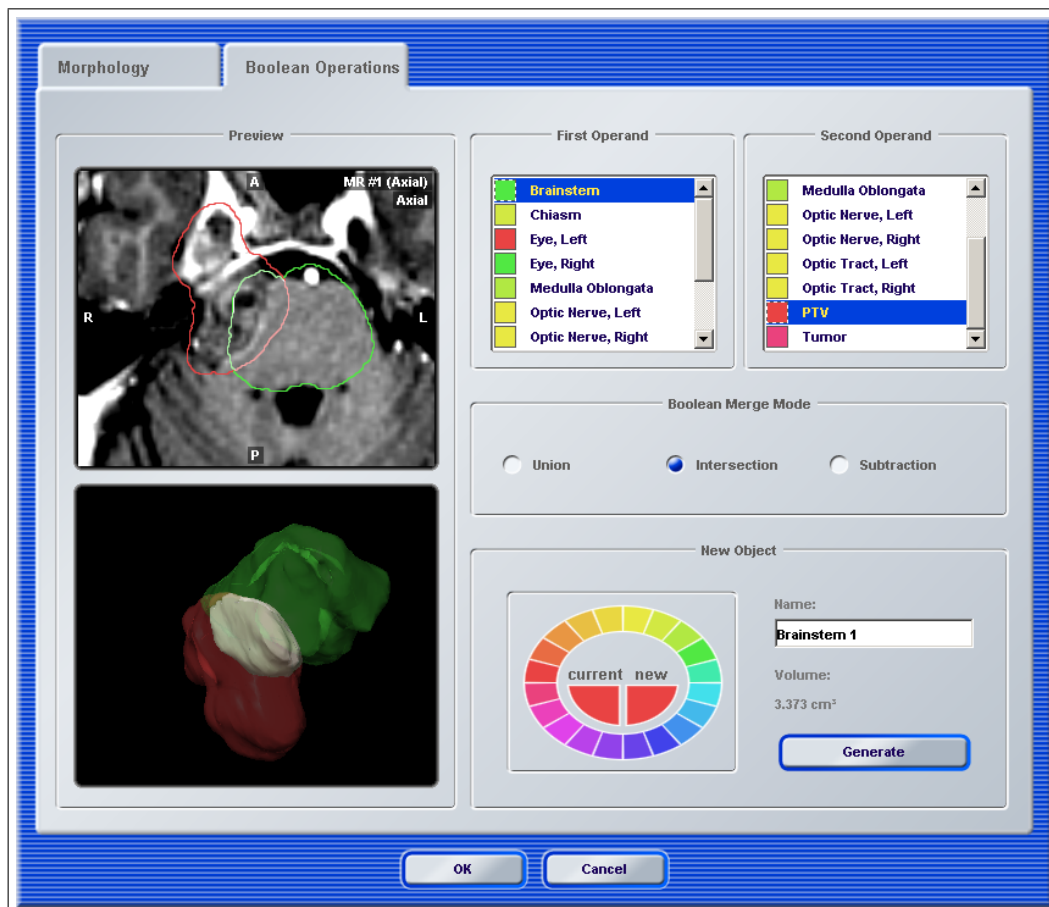 Morphology
Boolean Operations
Preview
MR #1 (Axial)
Axial
A
R
L
P
First Operand
Brainstem
Chiasm
Eye, Left
Eye, Right
Medulla Oblongata
Optic Nerve, Left
Optic Nerve, Right
Second Operand
Medulla Oblongata
Optic Nerve, Left
Optic Nerve, Right
Optic Tract, Left
Optic Tract, Right
PTV
Tumor
Boolean Merge Mode
Union
Intersection
Subtraction
New Object
current new
Name:
Brainstem 1
Volume:
3.373 cm³
Generate
OK
Cancel